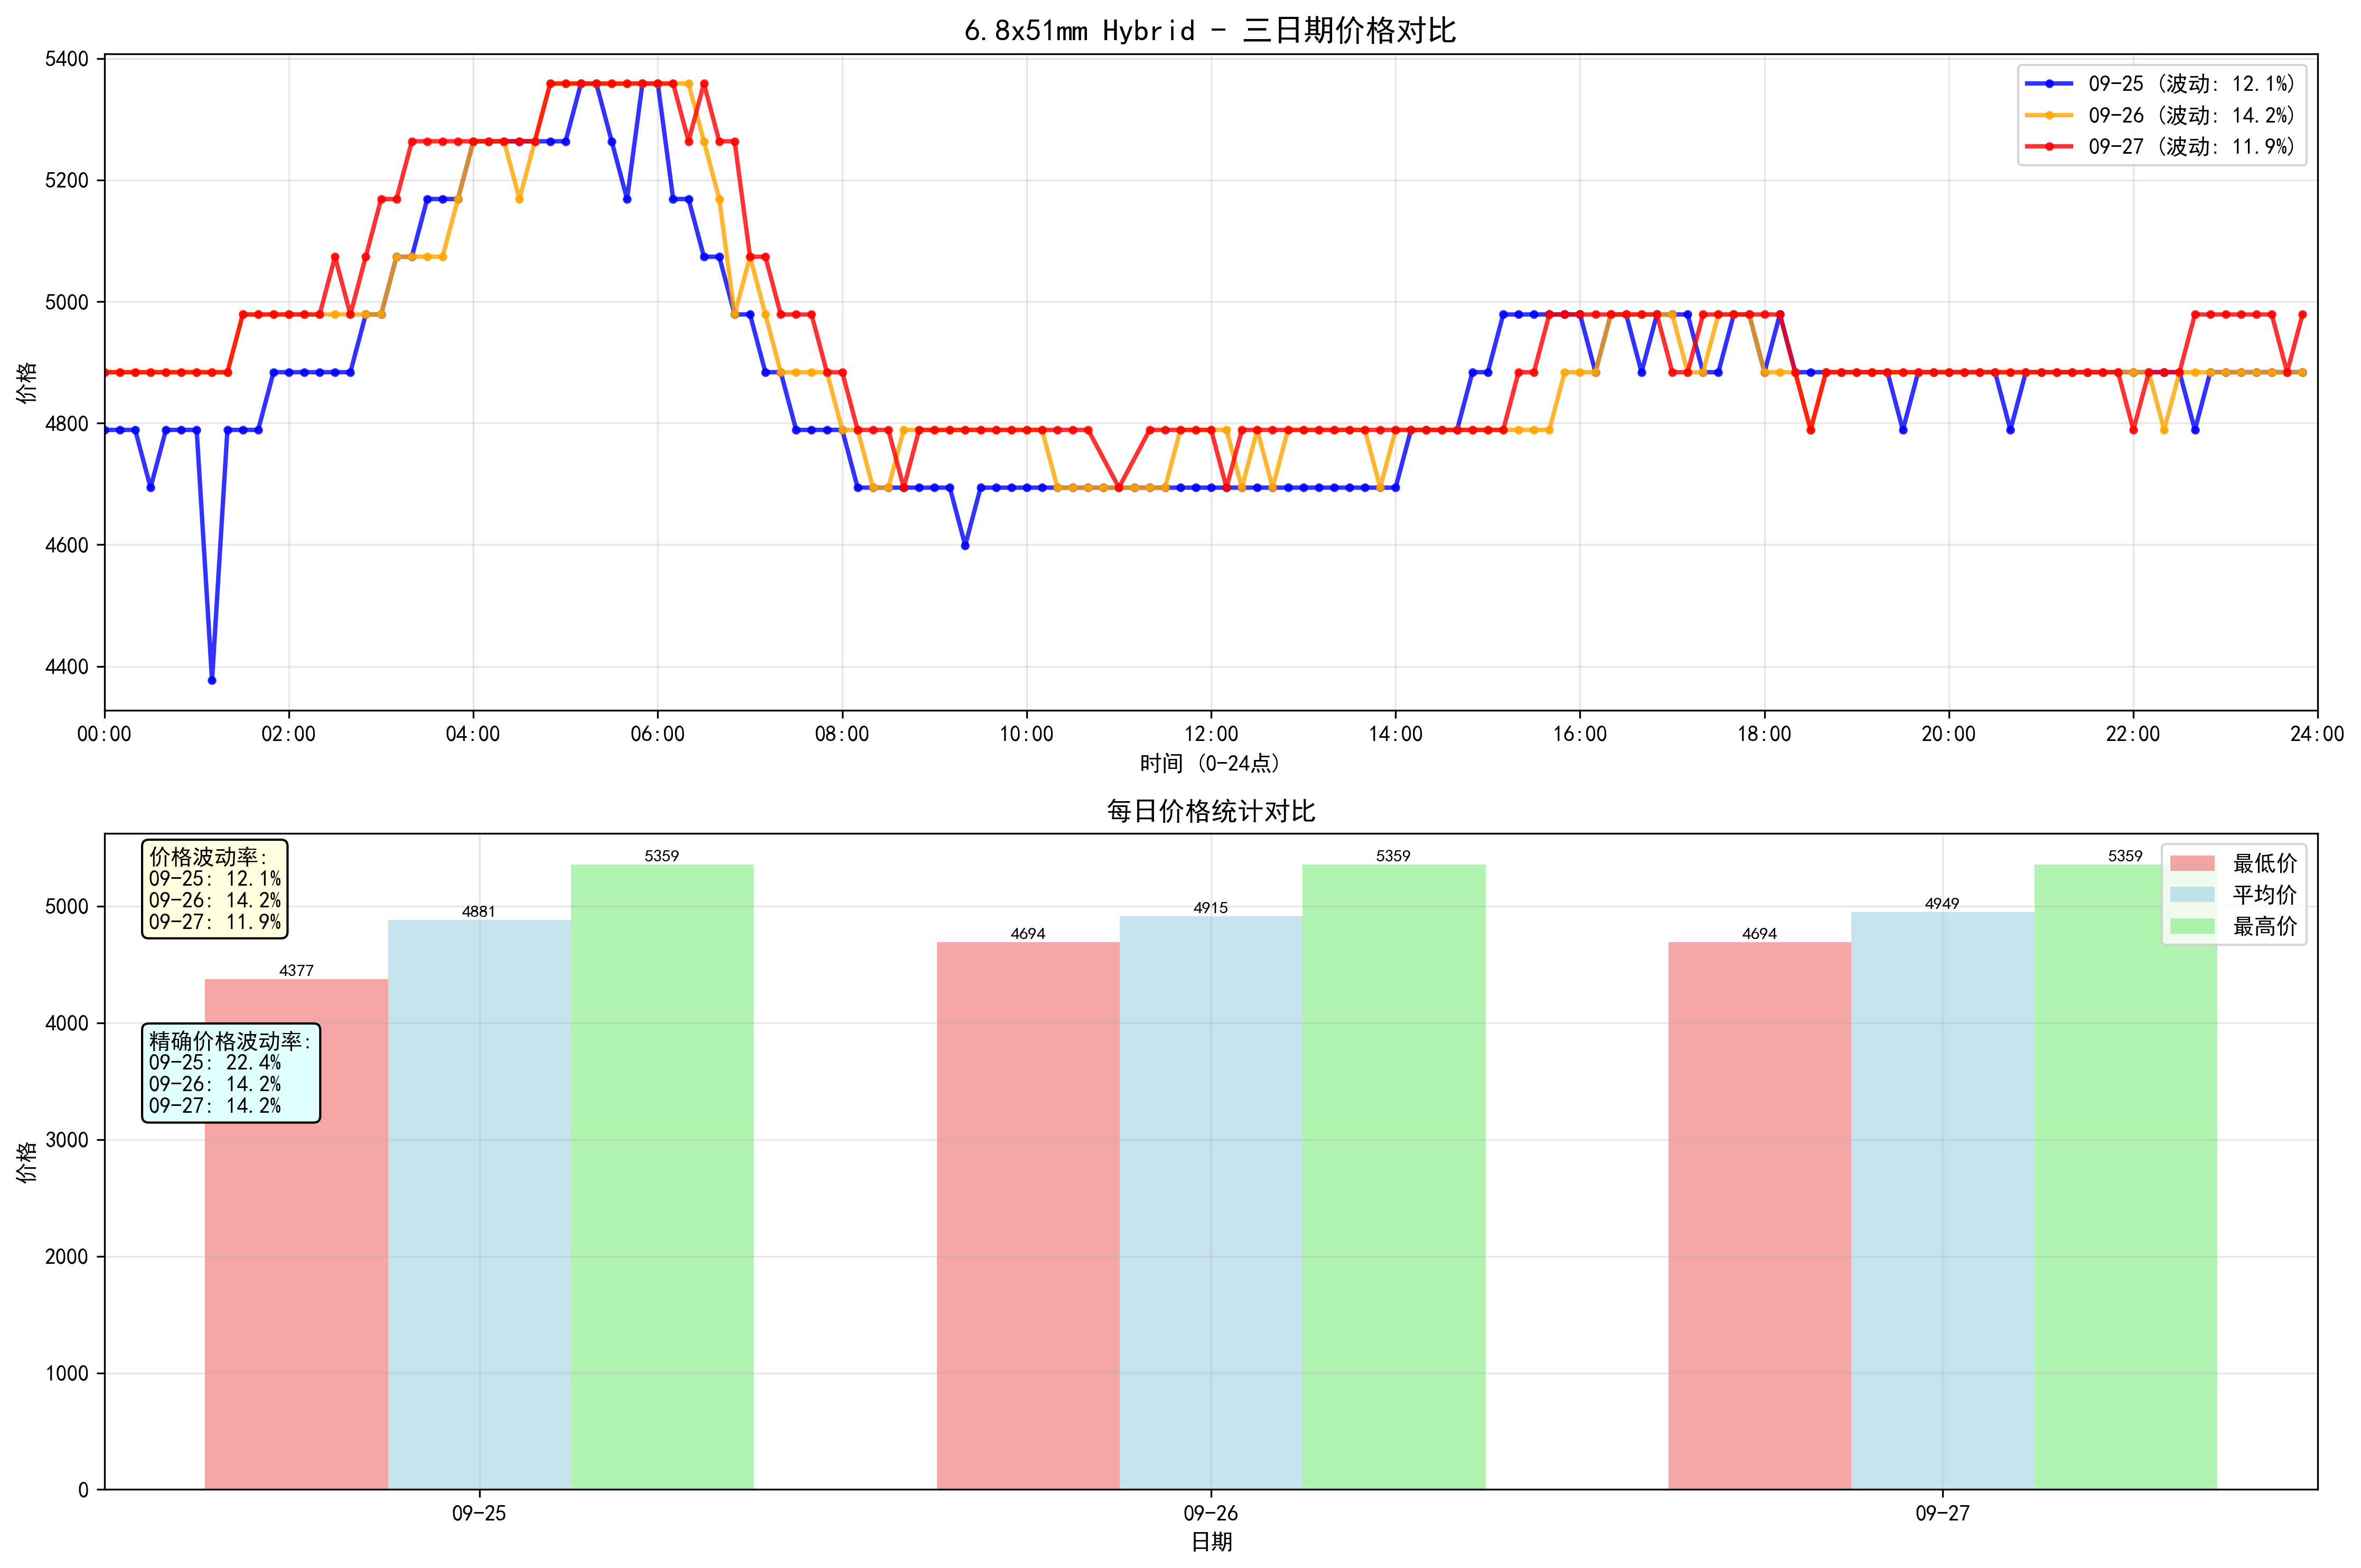 6.8x51mm Hybrid - 三日期价格对比
5400
5200
5000
4800
4600
4400
价格
09-25 (波动: 12.1%)
09-26 (波动: 14.2%)
09-27 (波动: 11.9%)
00:00 02:00 04:00 06:00 08:00 10:00 12:00 14:00 16:00 18:00 20:00 22:00 24:00
时间 (0-24点)
每日价格统计对比
价格波动率:
09-25: 12.1%
09-26: 14.2%
09-27: 11.9%
精确价格波动率:
09-25: 22.4%
09-26: 14.2%
09-27: 14.2%
最低价
平均价
最高价
4377 4881 5359
4694 4915 5359
4694 4949 5359
5000
4000
3000
2000
1000
0
价格
09-25 09-26 09-27
日期